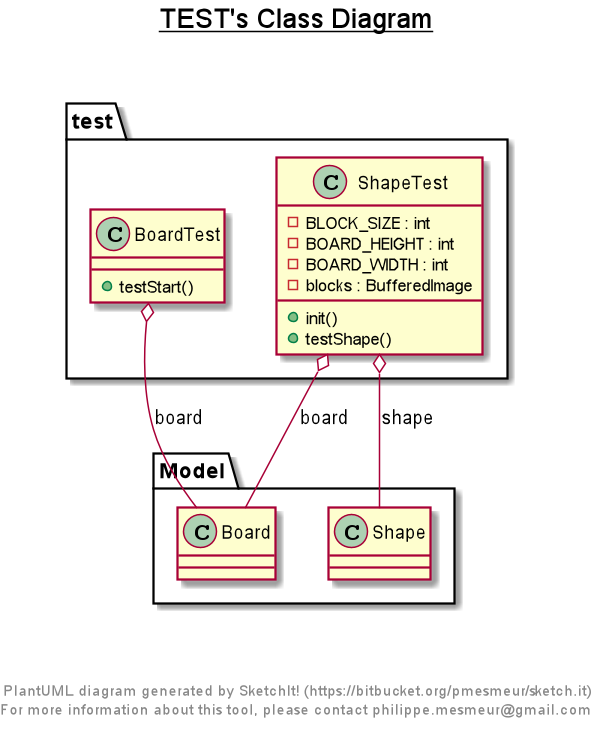 TEST's Class Diagram
test
C BoardTest
testStart()
C ShapeTest
BLOCK_SIZE : int
BOARD_HEIGHT : int
BOARD_WIDTH : int
blocks : BufferedImage
init()
testShape()
board
board
shape
Model
C Board
C Shape
PlantUML diagram generated by SketchIt! (https://bitbucket.org/pmesmeur/sketch.it)
For more information about this tool, please contact philippe.mesmeur@gmail.com